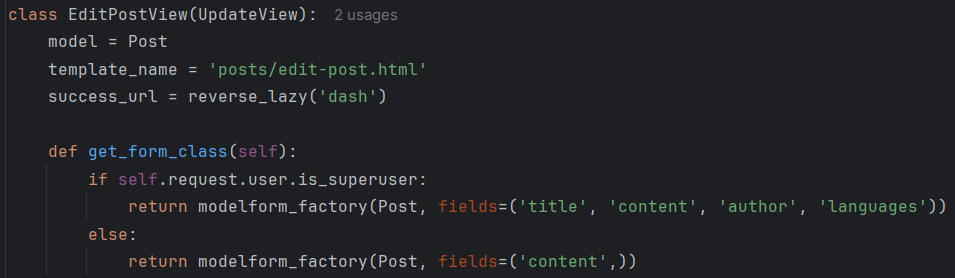 class EditPostView(UpdateView):  2 usages
    model = Post
    template_name = 'posts/edit-post.html'
    success_url = reverse_lazy('dash')

    def get_form_class(self):
        if self.request.user.is_superuser:
            return modelform_factory(Post, fields=('title', 'content', 'author', 'languages'))
        else:
            return modelform_factory(Post, fields=('content',))